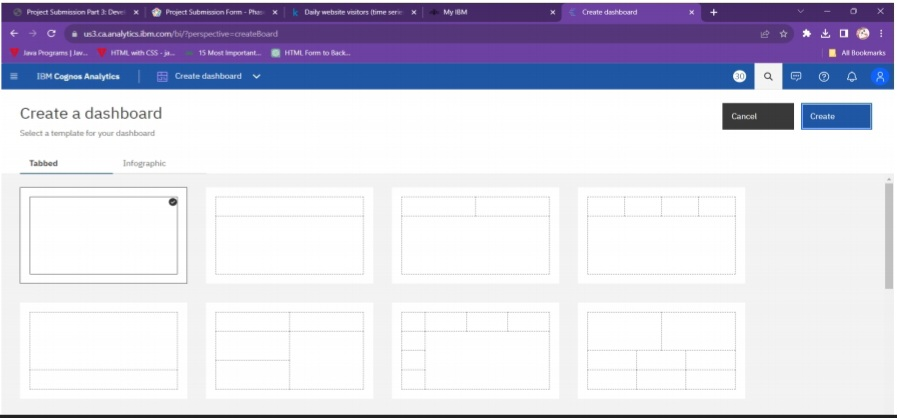 Project Submission Part 3: Devel
Project Submission Form - Phas
Daily website visitors (time serie
My IBM
Create dashboard
us3.ca.analytics.ibm.com/bi/?perspective=createBoard
Java Programs | Jav...
HTML with CSS - ja...
15 Most Important...
HTML Form to Back...
All Bookmarks
IBM Cognos Analytics
Create dashboard
30
Create a dashboard
Cancel
Create
Select a template for your dashboard
Tabbed
Infographic